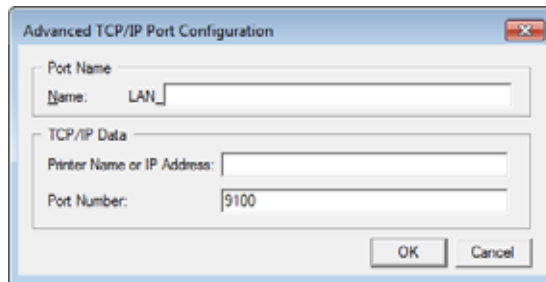 Advanced TCP/IP Port Configuration
Port Name
Name: LAN_
TCP/IP Data
Printer Name or IP Address:
Port Number: 9100
OK Cancel